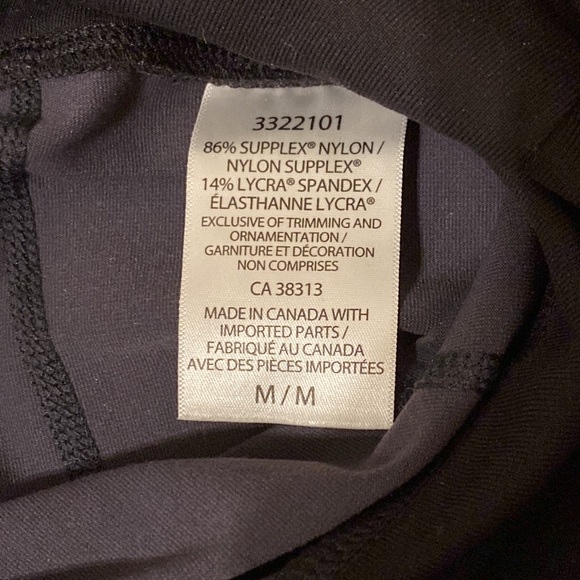 3322101
86% SUPPLEX® NYLON /
NYLON SUPPLEX®
14% LYCRA® SPANDEX /
ÉLASTHANNE LYCRA®
EXCLUSIVE OF TRIMMING AND
ORNAMENTATION /
GARNITURE ET DÉCORATION
NON COMPRISES
CA 38313
MADE IN CANADA WITH
IMPORTED PARTS /
FABRIQUÉ AU CANADA
AVEC DES PIÈCES IMPORTÉES
M / M